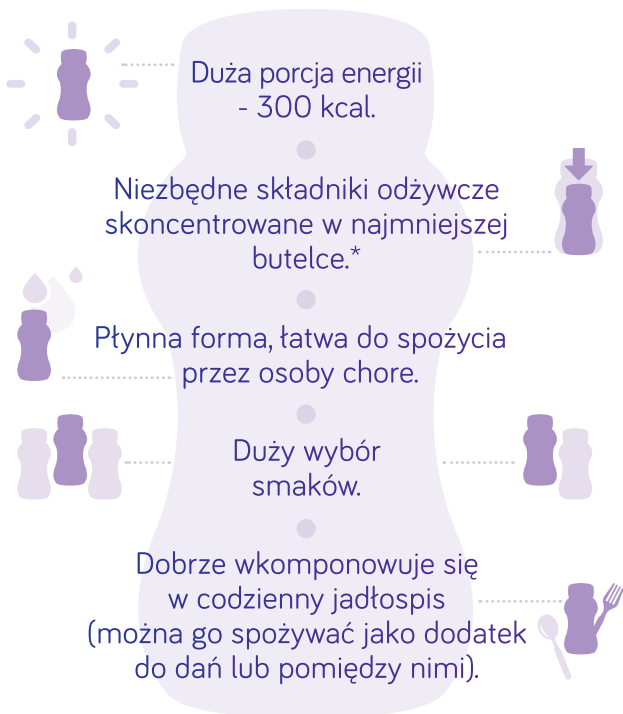 Duża porcja energii
- 300 kcal.
Niezbędne składniki odżywcze
skoncentrowane w najmniejszej
butelce.*
Płynna forma, łatwa do spożycia
przez osoby chore.
Duży wybór
smaków.
Dobrze wkomponowuje się
w codzienny jadłospis
(można go spożywać jako dodatek
do dań lub pomiędzy nimi).